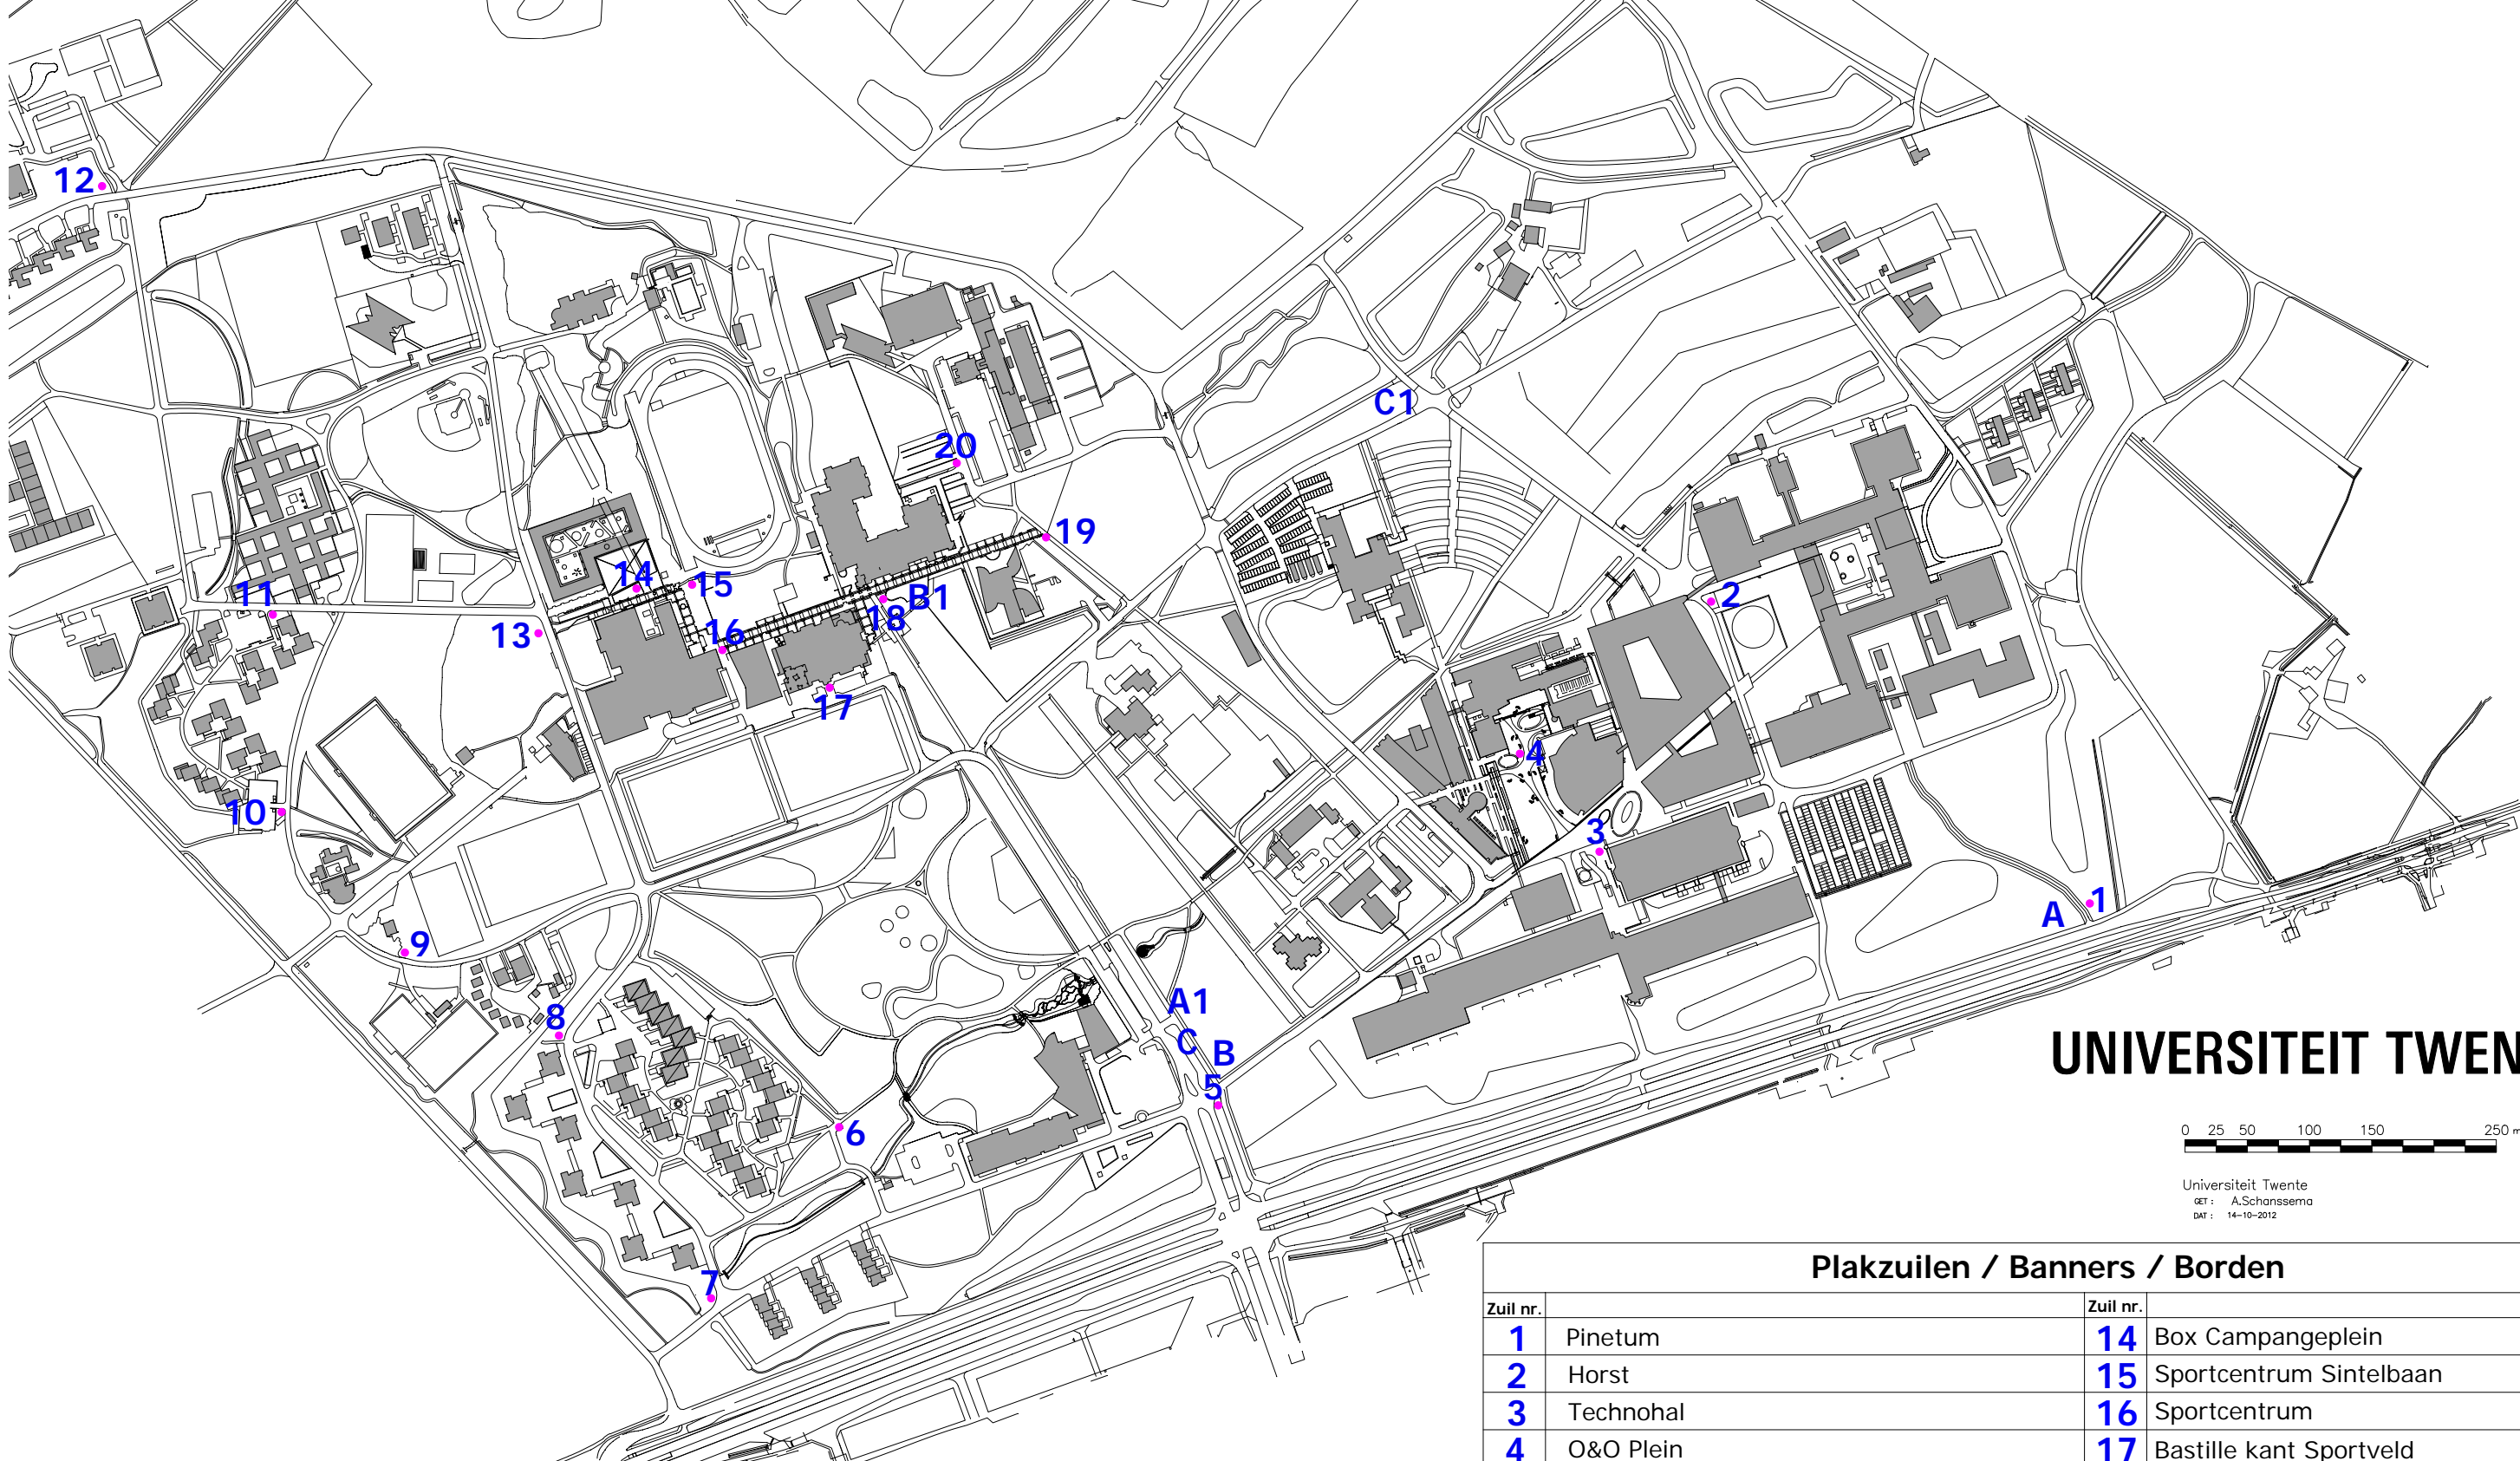 12
C1
20
19
11
14
15
B1
2
18
13
16
17
4
10
3
1
A
9
A1
8
C
B
5
6
7
UNIVERSITEIT TWEN
0 25 50 100 150 250 m
Universiteit Twente
GET : A.Schanssema
DAT : 14-10-2012
Plakzuilen / Banners / Borden
Zuil nr. Zuil nr.
1 Pinetum 14 Box Campangeplein
2 Horst 15 Sportcentrum Sintelbaan
3 Technohal 16 Sportcentrum
4 O&O Plein 17 Bastille kant Sportveld